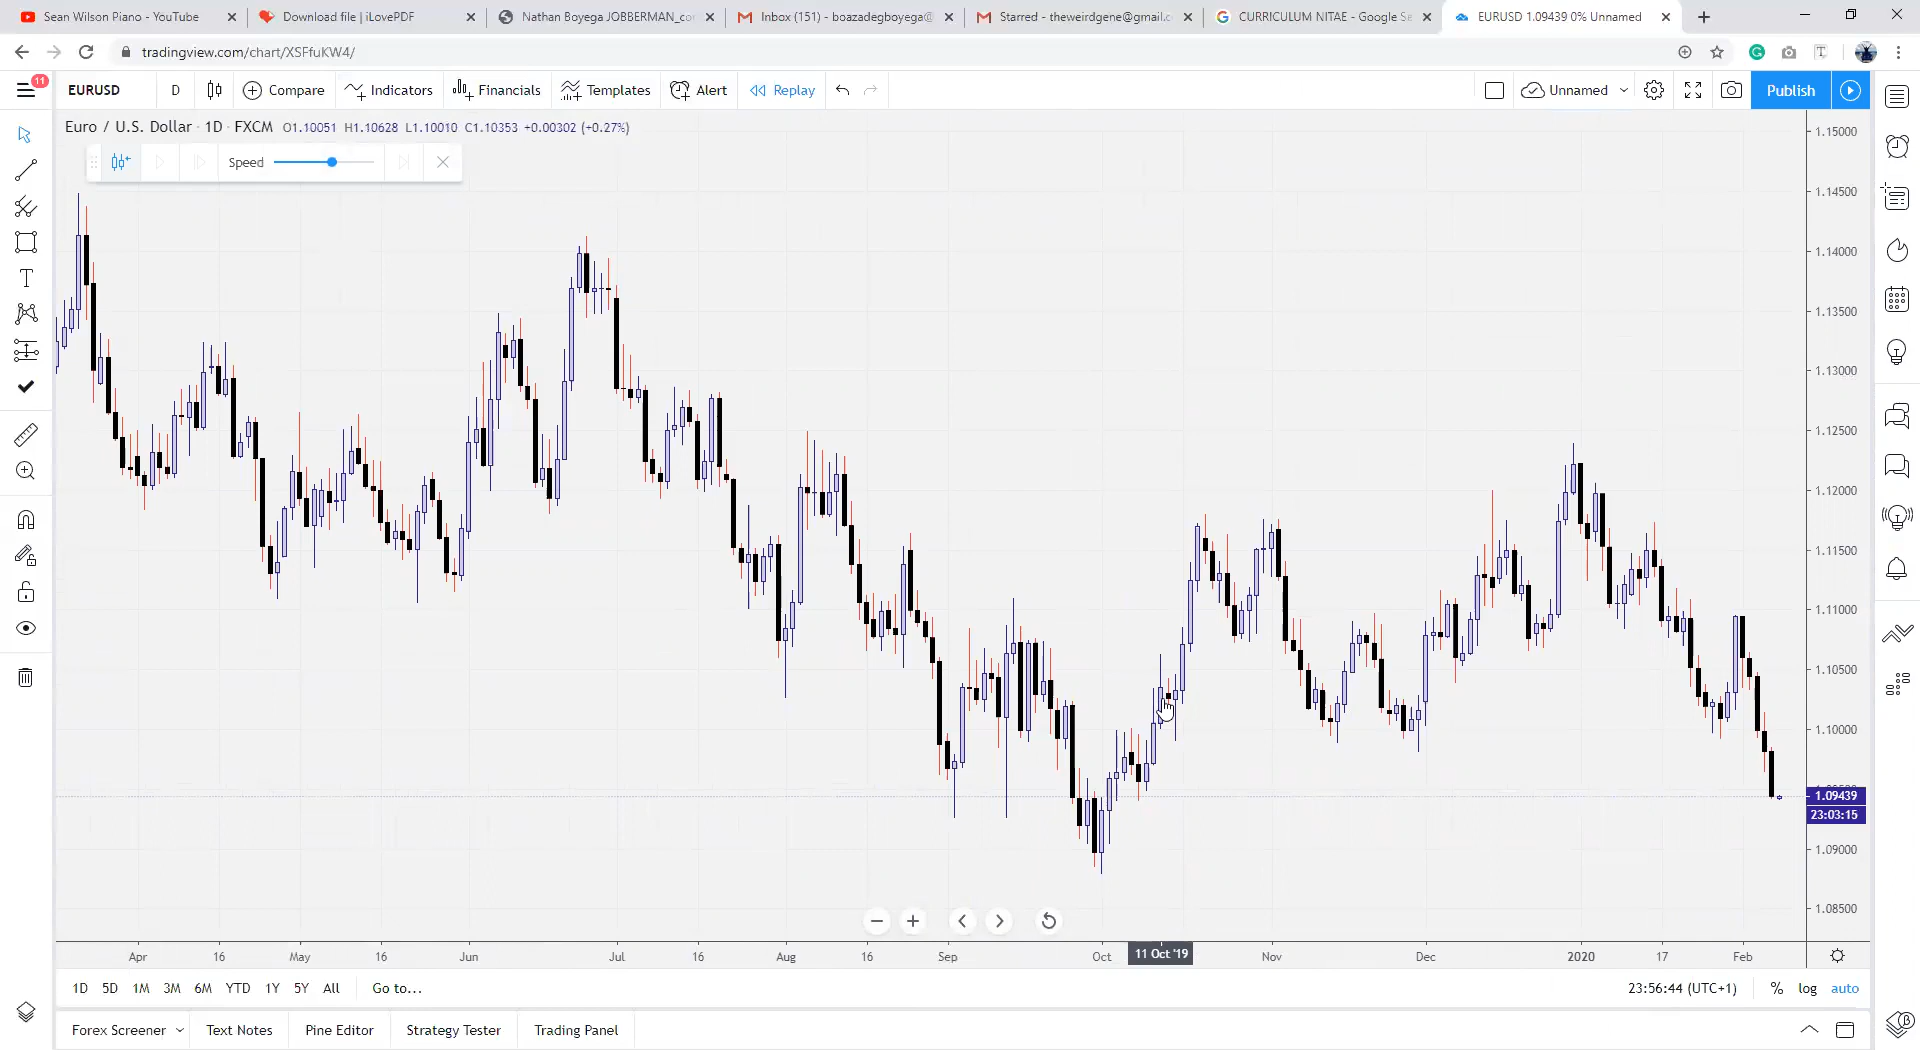 Sean Wilson Piano - YouTube
Download file | iLovePDF
Nathan Boyega JOBBERMAN_co
Inbox (151) - boazadegboyega@
Starred - theweirdgene@gmail.c
CURRICULUM NITAE - Google Se
EURUSD 1.09439 0% Unnamed
tradingview.com/chart/XSFfuKW4/
11
EURUSD D Compare Indicators Financials Templates Alert Replay Unnamed Publish
Euro / U.S. Dollar · 1D · FXCM O1.10051 H1.10628 L1.10010 C1.10353 +0.00302 (+0.27%)
Speed
1.15000
1.14500
1.14000
1.13500
1.13000
1.12500
1.12000
1.11500
1.11000
1.10500
1.10000
1.09439
23:03:15
1.09000
1.08500
Apr 16 May 16 Jun Jul 16 Aug 16 Sep Oct 11 Oct '19 Nov Dec 2020 17 Feb
1D 5D 1M 3M 6M YTD 1Y 5Y All Go to... 23:56:44 (UTC+1) % log auto
Forex Screener Text Notes Pine Editor Strategy Tester Trading Panel